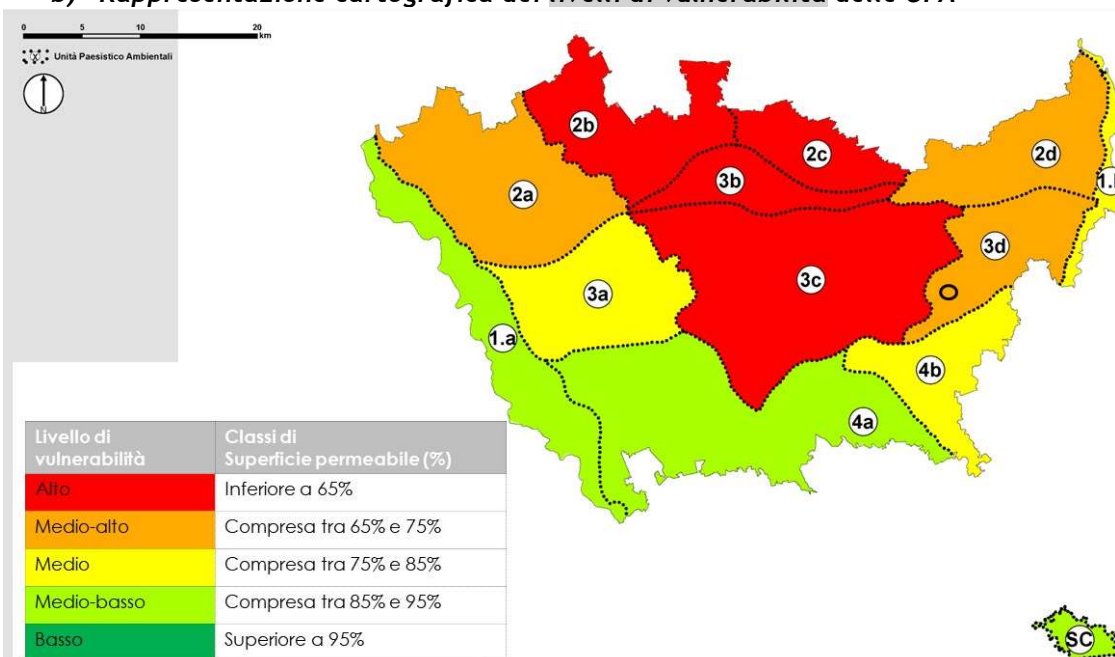 b) Rappresentazione cartografica dei livelli di vulnerabilità delle UPA
0 5 10 20
km
Unità Paesistico Ambientali
N
2b
2c
2d
3b
1.
2a
3d
3c
3a
1.a
4b
4a
Livello di vulnerabilità
Classi di Superficie permeabile (%)
Alto
Inferiore a 65%
Medio-alto
Compresa tra 65% e 75%
Medio
Compresa tra 75% e 85%
Medio-basso
Compresa tra 85% e 95%
Basso
Superiore a 95%
SC